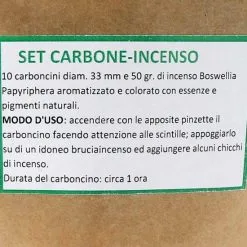 SET CARBONE-INCENSO
10 carboncini diam. 33 mm e 50 gr. di incenso Boswellia
Papyriphera aromatizzato e colorato con essenze e
pigmenti naturali.
MODO D'USO: accendere con le apposite pinzette il
carboncino facendo attenzione alle scintille; appoggiarlo
su di un idoneo bruciaincenso ed aggiungere alcuni chicchi
di incenso.
Durata del carboncino: circa 1 ora